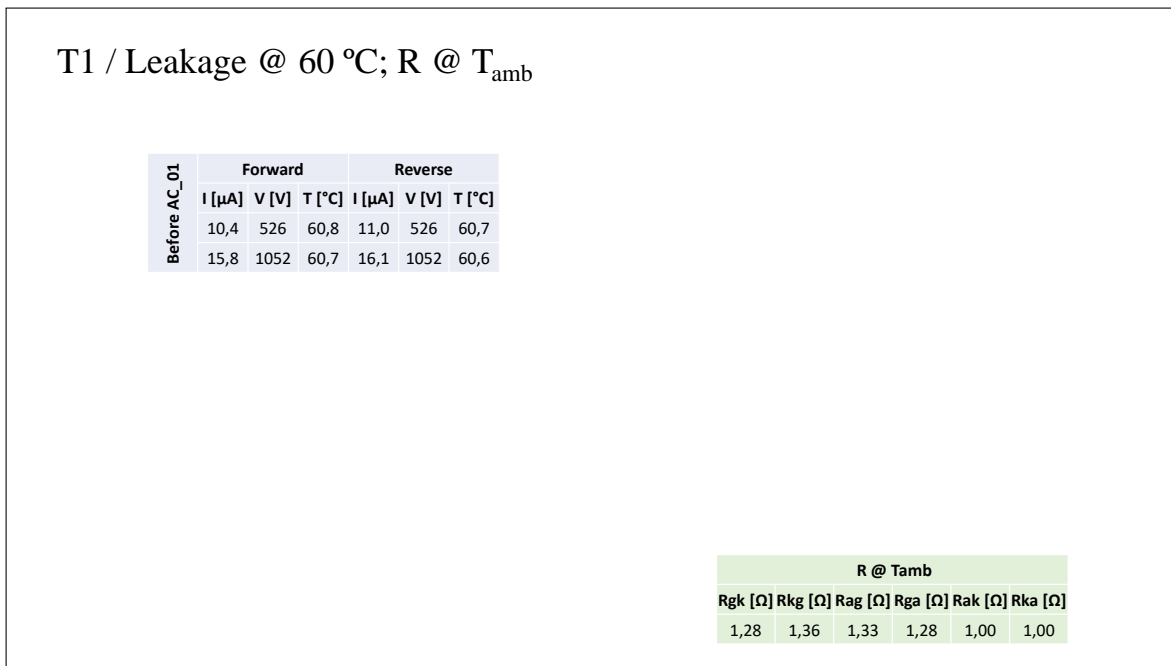 T1 / Leakage @ 60 ºC; R @ Tamb
Before AC_01
Forward Reverse
I [µA] V [V] T [°C] I [µA] V [V] T [°C]
10,4 526 60,8 11,0 526 60,7
15,8 1052 60,7 16,1 1052 60,6
R @ Tamb
Rgk [Ω] Rkg [Ω] Rag [Ω] Rga [Ω] Rak [Ω] Rka [Ω]
1,28 1,36 1,33 1,28 1,00 1,00